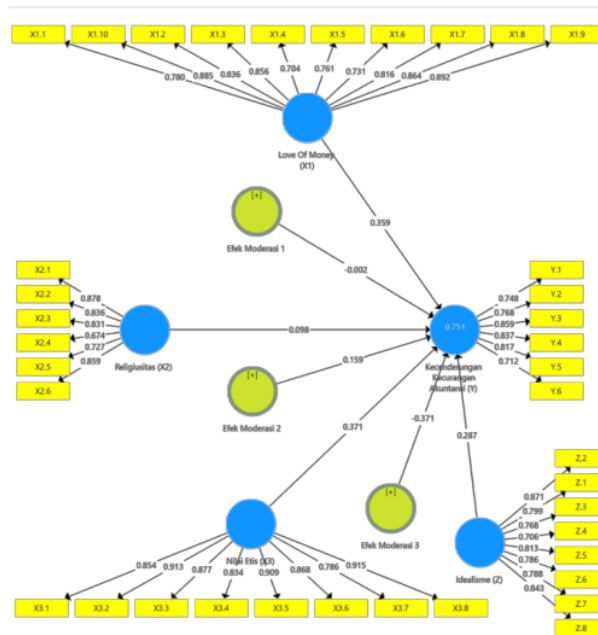 X1.1 X1.10 X1.2 X1.3 X1.4 X1.5 X1.6 X1.7 X1.8 X1.9
0.780 0.885 0.836 0.856 0.704 0.761 0.731 0.816 0.864 0.892
Love Of Money
(X1)
[+]
Efek Moderasi 1
0.359
-0.002
X2.1
X2.2
X2.3
X2.4
X2.5
X2.6
0.878
0.836
0.831
0.674
0.727
0.859
Religiusitas (X2)
0.098
0.751
Kecenderungan
Kecurangan
Akuntansi (Y)
0.748
0.768
0.859
0.837
0.817
0.712
Y.1
Y.2
Y.3
Y.4
Y.5
Y.6
[+]
Efek Moderasi 2
0.159
0.371
-0.371
0.287
[+]
Efek Moderasi 3
Nilai Etis (X3)
0.854 0.913 0.877 0.834 0.909 0.868 0.786 0.915
X3.1 X3.2 X3.3 X3.4 X3.5 X3.6 X3.7 X3.8
Idealisme (Z)
0.871
0.799
0.768
0.706
0.813
0.786
0.788
0.843
Z,2
Z.1
Z.3
Z.4
Z.5
Z.6
Z.7
Z.8